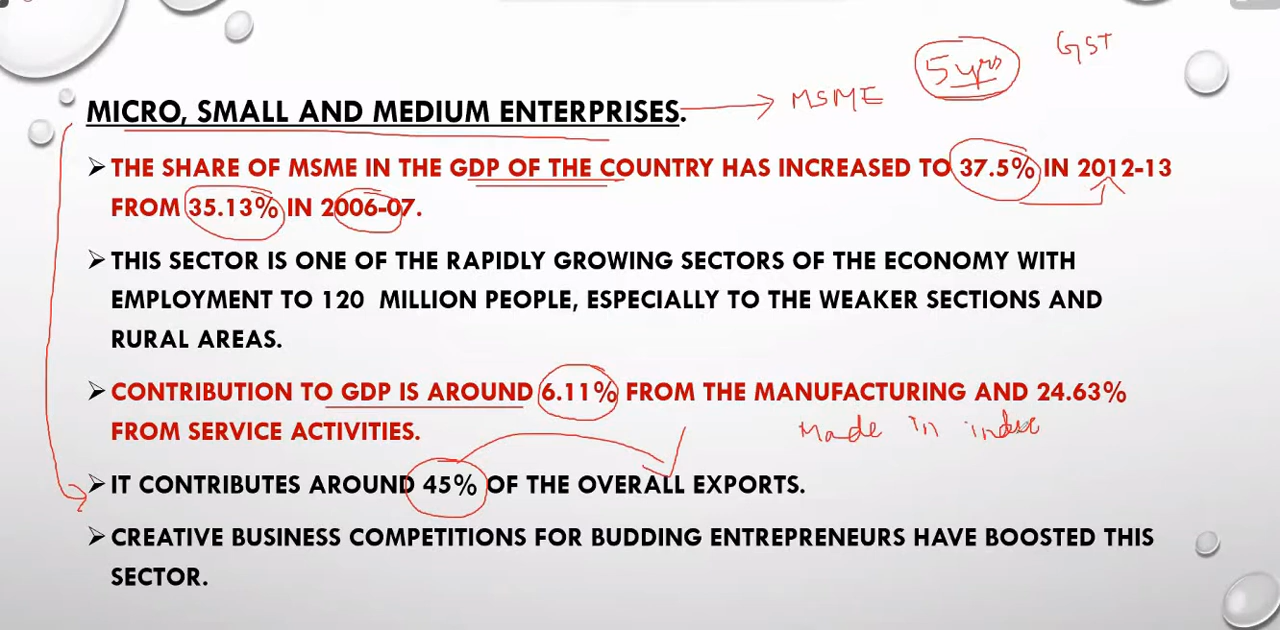 GST
5 yrs
MICRO, SMALL AND MEDIUM ENTERPRISES. MSME
THE SHARE OF MSME IN THE GDP OF THE COUNTRY HAS INCREASED TO 37.5% IN 2012-13
FROM 35.13% IN 2006-07.
THIS SECTOR IS ONE OF THE RAPIDLY GROWING SECTORS OF THE ECONOMY WITH
EMPLOYMENT TO 120 MILLION PEOPLE, ESPECIALLY TO THE WEAKER SECTIONS AND
RURAL AREAS.
CONTRIBUTION TO GDP IS AROUND 6.11% FROM THE MANUFACTURING AND 24.63%
FROM SERVICE ACTIVITIES.
Made in
IT CONTRIBUTES AROUND 45% OF THE OVERALL EXPORTS.
CREATIVE BUSINESS COMPETITIONS FOR BUDDING ENTREPRENEURS HAVE BOOSTED THIS
SECTOR.